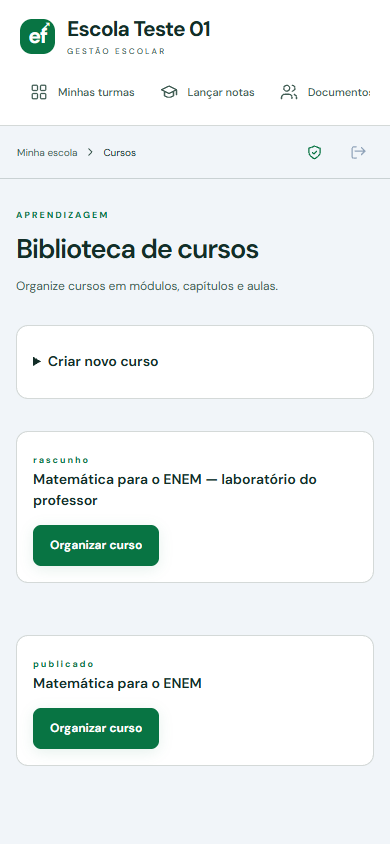 ef
Escola Teste 01
GESTÃO ESCOLAR
Minhas turmas
Lançar notas
Documentos
Minha escola > Cursos
APRENDIZAGEM
Biblioteca de cursos
Organize cursos em módulos, capítulos e aulas.
Criar novo curso
rascunho
Matemática para o ENEM — laboratório do
professor
Organizar curso
publicado
Matemática para o ENEM
Organizar curso